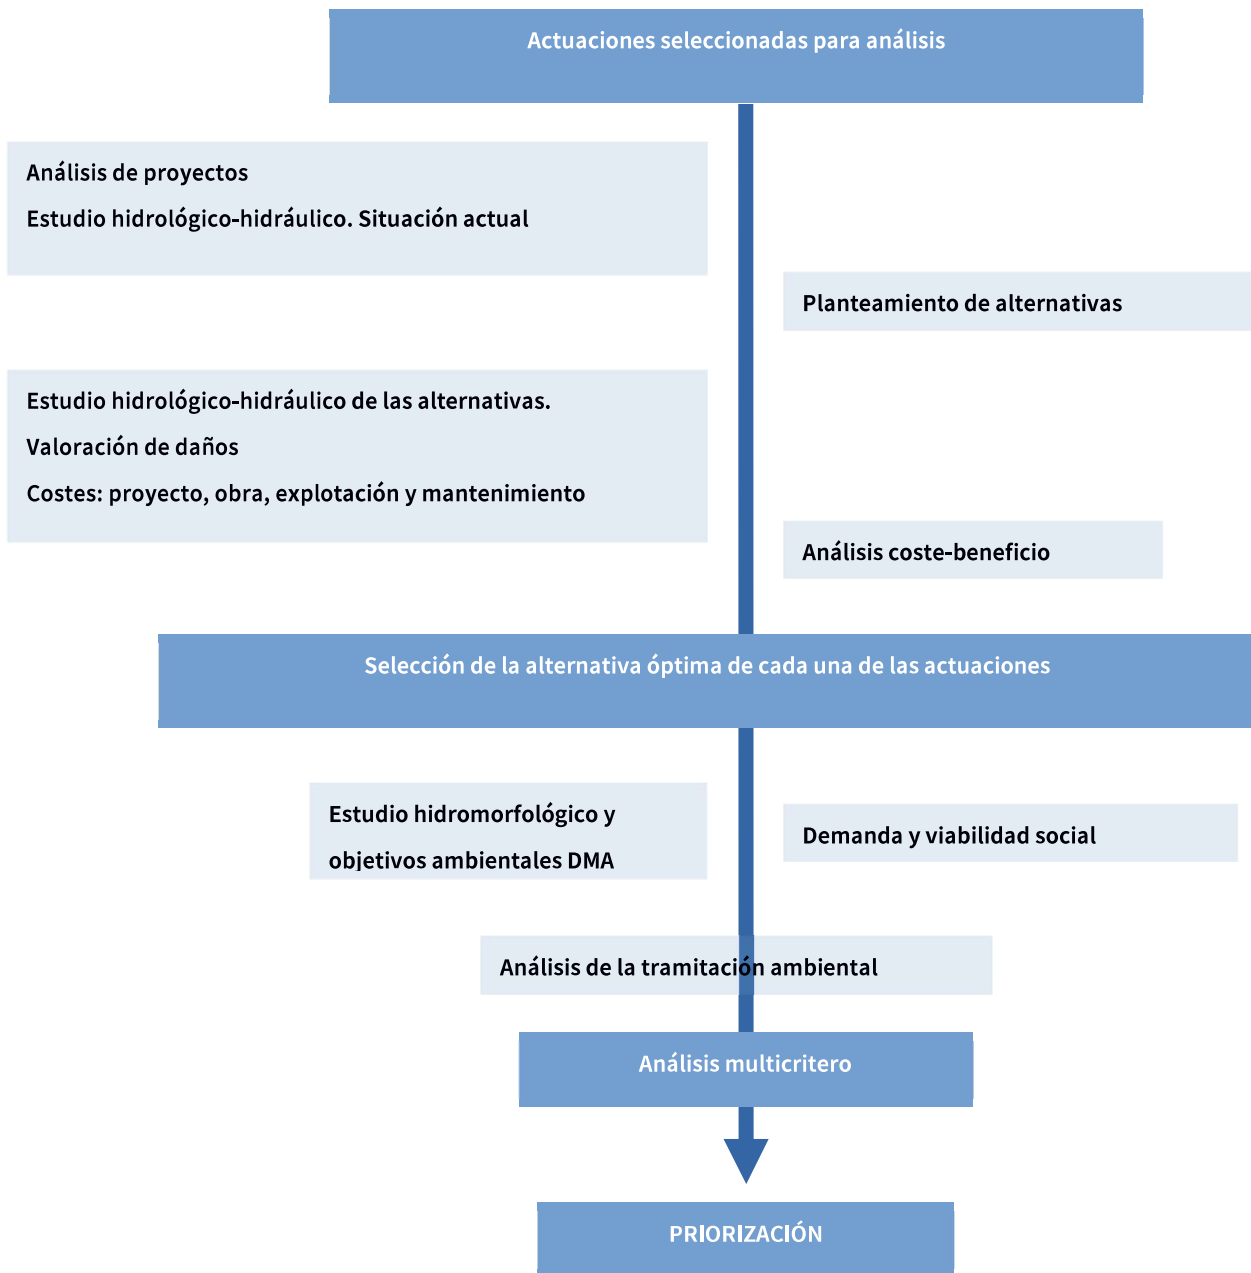 Actuaciones seleccionadas para análisis
Análisis de proyectos
Estudio hidrológico-hidráulico. Situación actual
Planteamiento de alternativas
Estudio hidrológico-hidráulico de las alternativas.
Valoración de daños
Costes: proyecto, obra, explotación y mantenimiento
Análisis coste-beneficio
Selección de la alternativa óptima de cada una de las actuaciones
Estudio hidromorfológico y
objetivos ambientales DMA
Demanda y viabilidad social
Análisis de la tramitación ambiental
Análisis multicritero
PRIORIZACIÓN